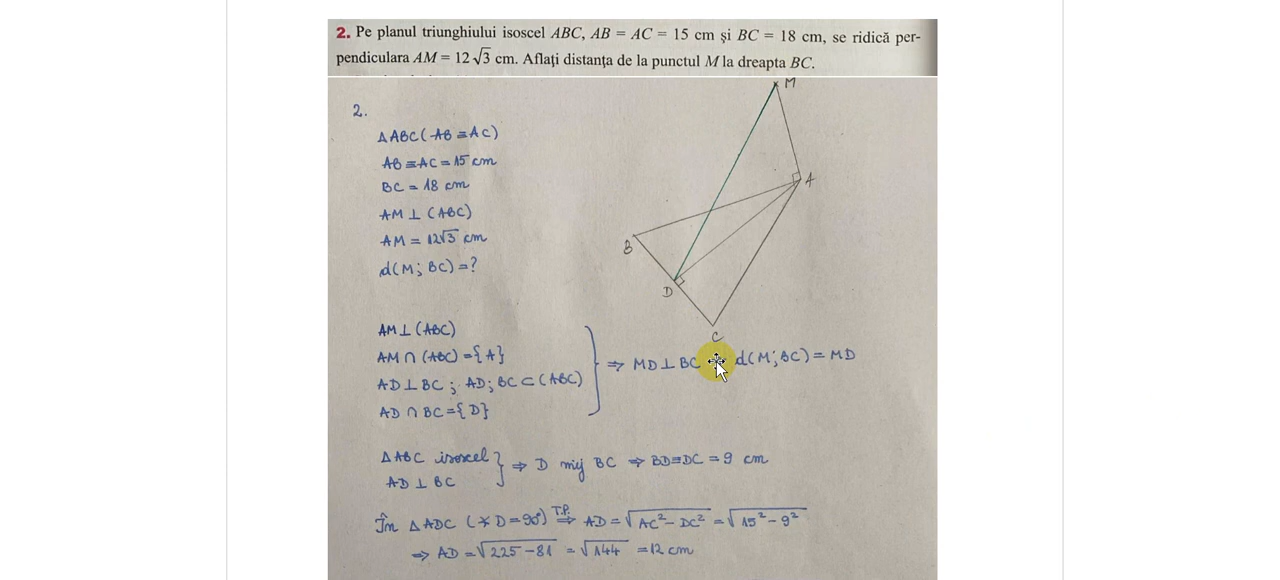 2. Pe planul triunghiului isoscel ABC, AB = AC = 15 cm și BC = 18 cm, se ridică per-
pendiculara AM = 12√3 cm. Aflați distanța de la punctul M la dreapta BC.
2.
△ABC (AB ≡ AC)
AB ≡ AC = 15 cm
BC = 18 cm
AM ⊥ (ABC)
AM = 12√3 cm
d(M; BC) = ?
M
A
B
D
C
AM ⊥ (ABC)
AM ∩ (ABC) = {A}
AD ⊥ BC ; AD; BC ⊂ (ABC)
AD ∩ BC = {D}
⇒ MD ⊥ BC d(M; BC) = MD
△ABC isoscel
AD ⊥ BC
⇒ D mij BC ⇒ BD≡DC = 9 cm
În △ADC (∢D=90°) T.P. ⇒ AD = √AC² − DC² = √15² − 9²
⇒ AD = √225 − 81 = √144 = 12 cm